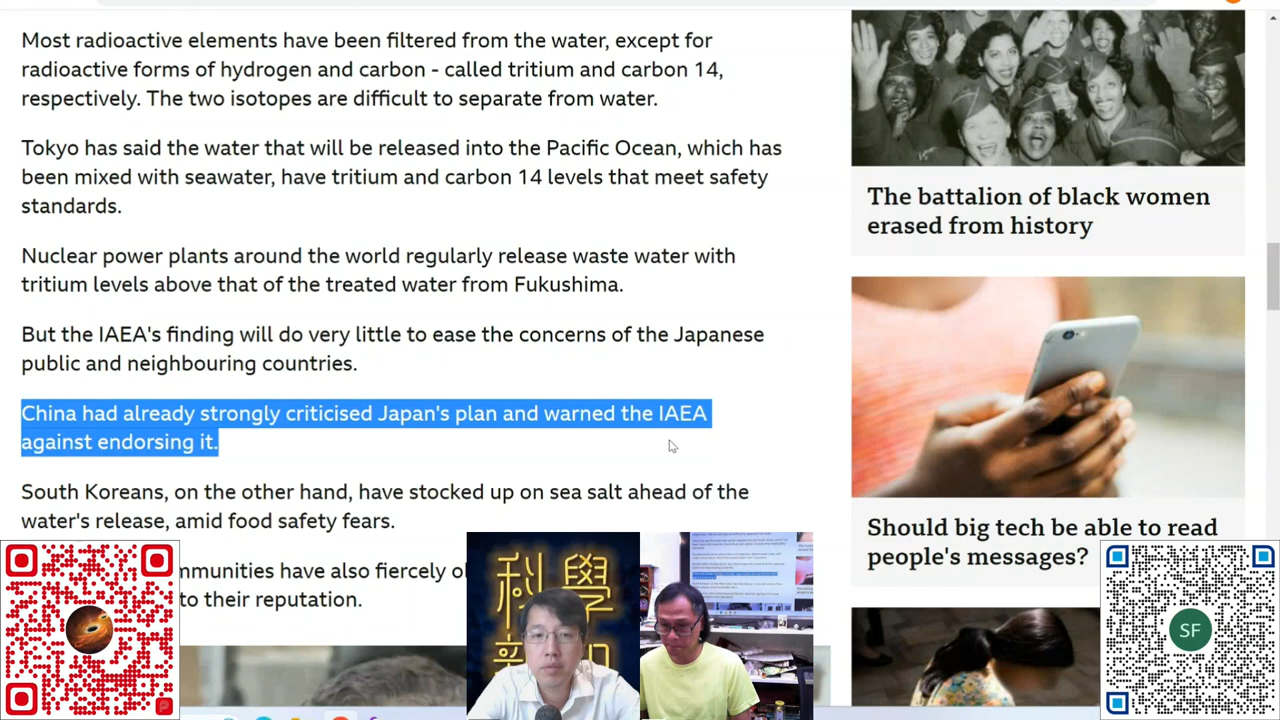 Most radioactive elements have been filtered from the water, except for
radioactive forms of hydrogen and carbon - called tritium and carbon 14,
respectively. The two isotopes are difficult to separate from water.
Tokyo has said the water that will be released into the Pacific Ocean, which has
been mixed with seawater, have tritium and carbon 14 levels that meet safety
standards.
Nuclear power plants around the world regularly release waste water with
tritium levels above that of the treated water from Fukushima.
But the IAEA's finding will do very little to ease the concerns of the Japanese
public and neighbouring countries.
China had already strongly criticised Japan's plan and warned the IAEA
against endorsing it.
South Koreans, on the other hand, have stocked up on sea salt ahead of the
water's release, amid food safety fears.
mmunities have also fiercely o
to their reputation.
The battalion of black women
erased from history
Should big tech be able to read
people's messages?
SF